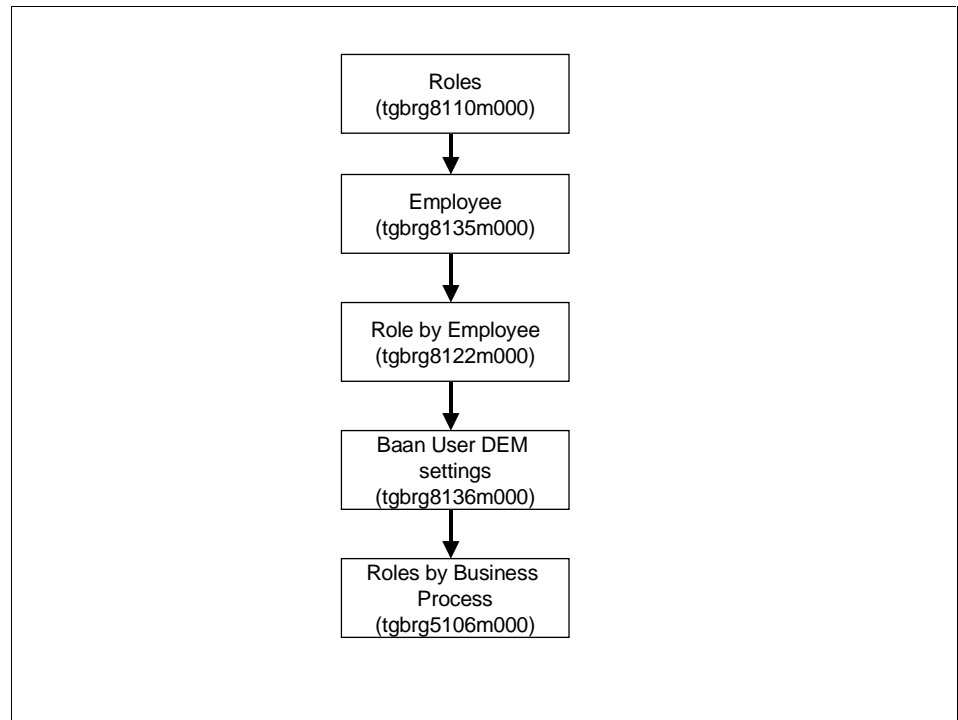 Roles
(tgbrg8110m000)
Employee
(tgbrg8135m000)
Role by Employee
(tgbrg8122m000)
Baan User DEM
settings
(tgbrg8136m000)
Roles by Business
Process
(tgbrg5106m000)